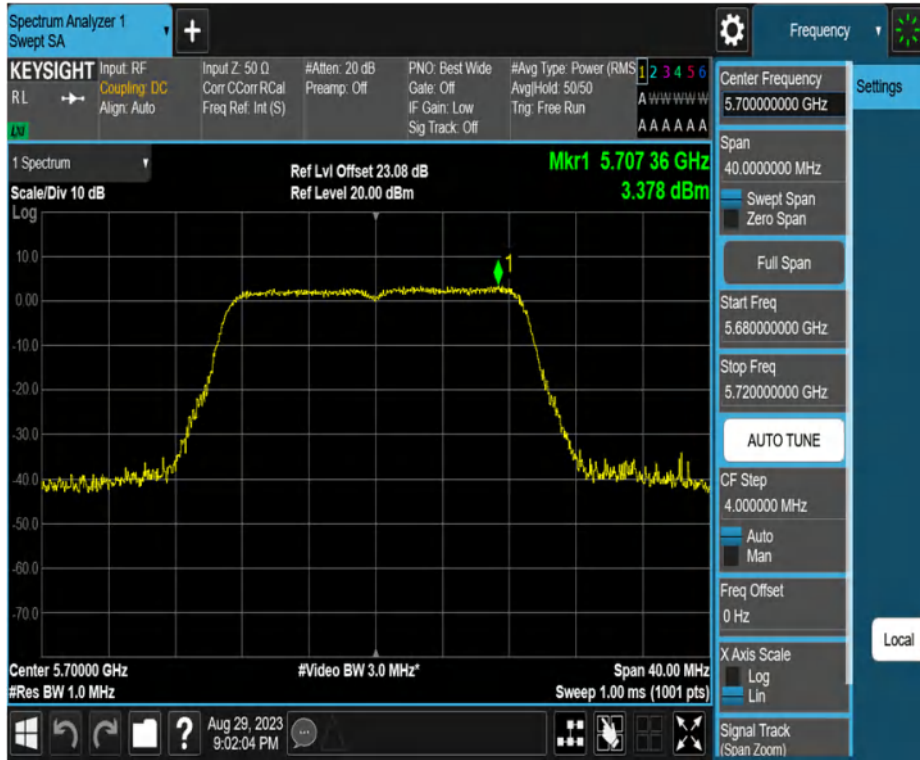 Spectrum Analyzer 1
Swept SA
+
Frequency
KEYSIGHT
RL
LXI
Input: RF
Coupling: DC
Align: Auto
Input Z: 50 Ω
Corr CCorr RCal
Freq Ref: Int (S)
#Atten: 20 dB
Preamp: Off
PNO: Best Wide
Gate: Off
IF Gain: Low
Sig Track: Off
#Avg Type: Power (RMS
Avg|Hold: 50/50
Trig: Free Run
1 2 3 4 5 6
A W W W W W
A A A A A A
1 Spectrum
Scale/Div 10 dB
Ref Lvl Offset 23.08 dB
Ref Level 20.00 dBm
Mkr1 5.707 36 GHz
3.378 dBm
Log
1
10.0
0.00
-10.0
-20.0
-30.0
-40.0
-50.0
-60.0
-70.0
Center 5.70000 GHz
#Res BW 1.0 MHz
#Video BW 3.0 MHz*
Span 40.00 MHz
Sweep 1.00 ms (1001 pts)
?
Aug 29, 2023
9:02:04 PM
Center Frequency
5.700000000 GHz
Span
40.0000000 MHz
Swept Span
Zero Span
Full Span
Start Freq
5.680000000 GHz
Stop Freq
5.720000000 GHz
AUTO TUNE
CF Step
4.000000 MHz
Auto
Man
Freq Offset
0 Hz
X Axis Scale
Log
Lin
Signal Track
(Span Zoom)
Settings
Local